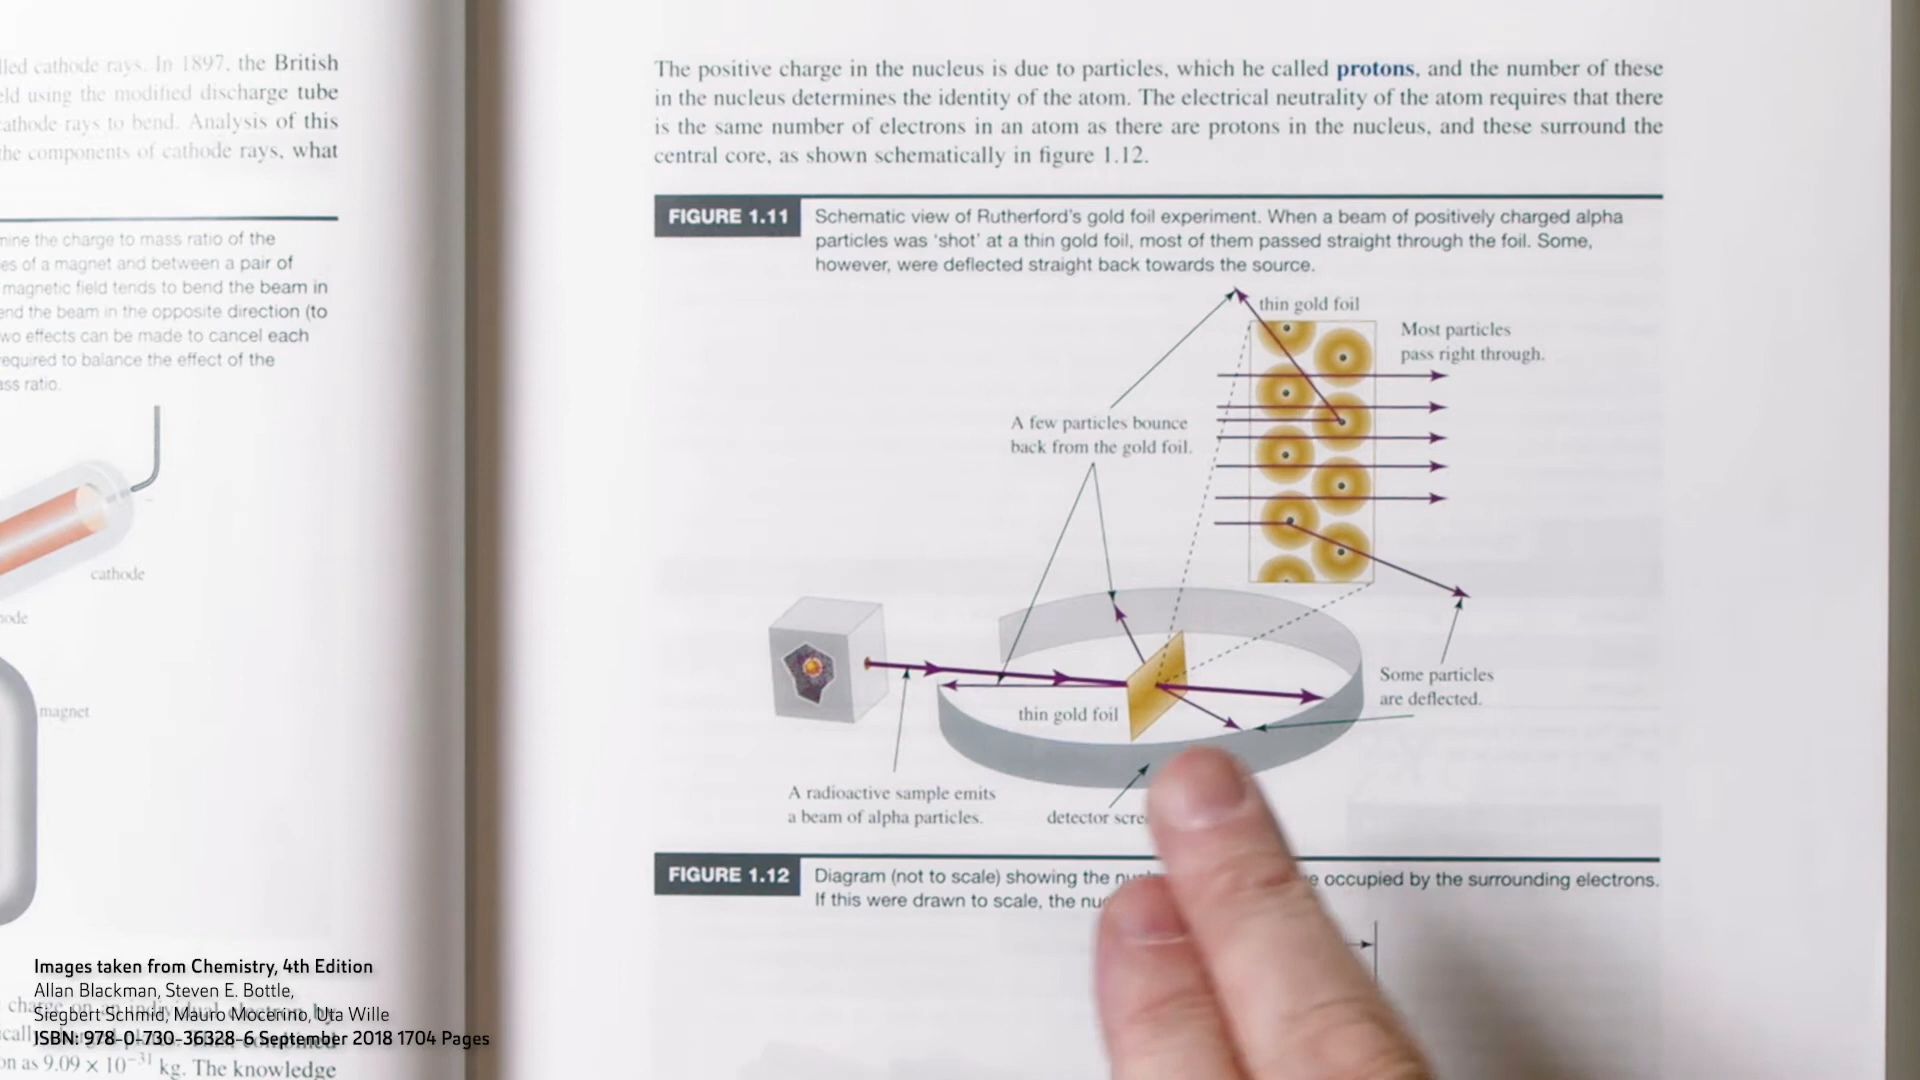 lled cathode rays. In 1897, the British
eld using the modified discharge tube
cathode rays to bend. Analysis of this
the components of cathode rays, what
mine the charge to mass ratio of the
es of a magnet and between a pair of
magnetic field tends to bend the beam in
end the beam in the opposite direction (to
wo effects can be made to cancel each
required to balance the effect of the
ass ratio.
cathode
node
magnet
Images taken from Chemistry, 4th Edition
Allan Blackman, Steven E. Bottle,
Siegbert Schmid, Mauro Mocerino, Uta Wille
ISBN: 978-0-730-36328-6 September 2018 1704 Pages
on as 9.09 × 10⁻³¹ kg. The knowledge
The positive charge in the nucleus is due to particles, which he called protons, and the number of these
in the nucleus determines the identity of the atom. The electrical neutrality of the atom requires that there
is the same number of electrons in an atom as there are protons in the nucleus, and these surround the
central core, as shown schematically in figure 1.12.
FIGURE 1.11 Schematic view of Rutherford's gold foil experiment. When a beam of positively charged alpha
particles was 'shot' at a thin gold foil, most of them passed straight through the foil. Some,
however, were deflected straight back towards the source.
thin gold foil
Most particles
pass right through.
A few particles bounce
back from the gold foil.
Some particles
are deflected.
thin gold foil
A radioactive sample emits
a beam of alpha particles.
detector scre
FIGURE 1.12 Diagram (not to scale) showing the occupied by the surrounding electrons.
If this were drawn to scale, the